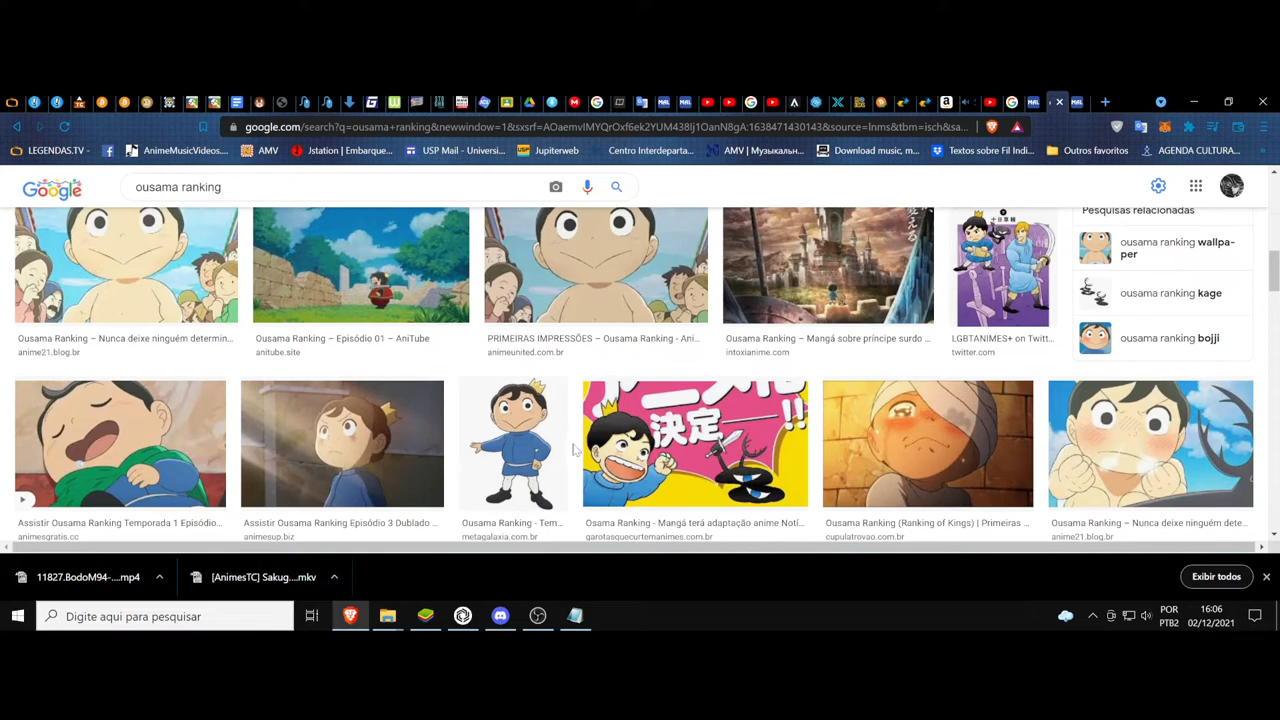 google.com/search?q=ousama+ranking&newwindow=1&sxsrf=AOaemvIMYQrOxf6ek2YUM438Ij1OanN8gA:1638471430143&source=lnms&tbm=isch&sa...
LEGENDAS.TV
AnimeMusicVideos....
AMV
Jstation | Embarque...
USP Mail - Universi...
Jupiterweb
Centro Interdeparta...
AMV | Музыкальн...
Download music, m...
Textos sobre Fil Indi...
Outros favoritos
AGENDA CULTURA...
Google
ousama ranking
Pesquisas relacionadas
ousama ranking wallpa-
per
ousama ranking kage
ousama ranking bojji
Ousama Ranking – Nunca deixe ninguém determin...
anime21.blog.br
Ousama Ranking – Episódio 01 – AniTube
anitube.site
PRIMEIRAS IMPRESSÕES – Ousama Ranking - Ani...
animeunited.com.br
Ousama Ranking – Mangá sobre príncipe surdo ...
intoxianime.com
LGBTANIMES+ on Twitt...
twitter.com
決定
!!
Assistir Ousama Ranking Temporada 1 Episódio...
animesgratis.cc
Assistir Ousama Ranking Episódio 3 Dublado ...
animesup.biz
Ousama Ranking - Tem...
metagalaxia.com.br
Osama Ranking - Mangá terá adaptação anime Notí...
garotasquecurtemanimes.com.br
Ousama Ranking (Ranking of Kings) | Primeiras ...
cupulatrovao.com.br
Ousama Ranking – Nunca deixe ninguém dete...
anime21.blog.br
11827.BodoM94-....mp4
[AnimesTC] Sakug....mkv
Exibir todos
Digite aqui para pesquisar
POR
PTB2
16:06
02/12/2021